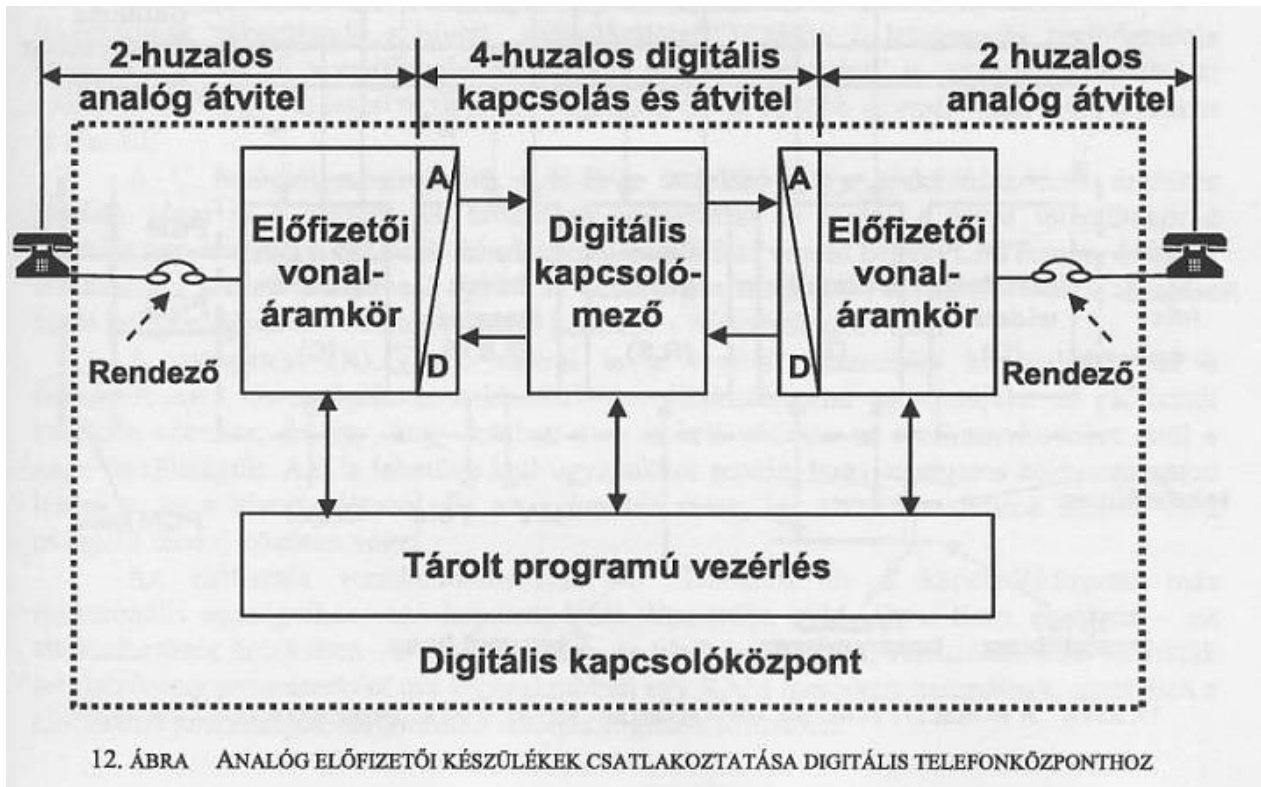 2-huzalos
analóg átvitel
4-huzalos digitális
kapcsolás és átvitel
2 huzalos
analóg átvitel
Rendező
Előfizetői
vonal-
áramkör
A
D
Digitális
kapcsoló-
mező
A
D
Előfizetői
vonal-
áramkör
Rendező
Tárolt programú vezérlés
Digitális kapcsolóközpont
12. ÁBRA ANALÓG ELŐFIZETŐI KÉSZÜLÉKEK CSATLAKOZTATÁSA DIGITÁLIS TELEFONKÖZPONTHOZ